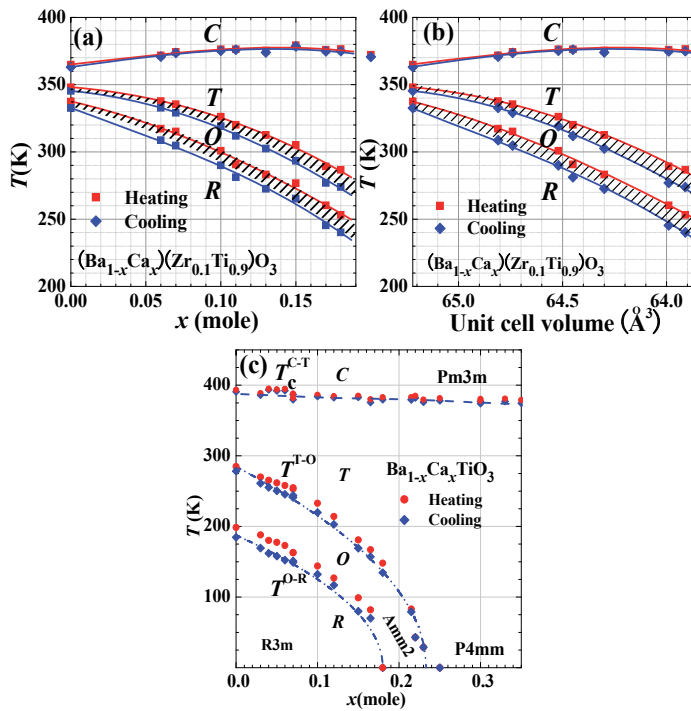 (a)
C
T
O
R
Heating
Cooling
(Ba1-xCax)(Zr0.1Ti0.9)O3
T(K)
400
350
300
250
200
0.00
0.05
0.10
0.15
x (mole)
(b)
C
T
O
R
Heating
Cooling
(Ba1-xCax)(Zr0.1Ti0.9)O3
T (K)
400
350
300
250
200
65.0
64.5
64.0
Unit cell volume (Å3)
(c)
TcC-T
C
Pm3m
TT-O
T
Ba1-xCaxTiO3
Heating
Cooling
O
TO-R
R
Amm2
R3m
P4mm
T (K)
400
300
200
100
0.0
0.1
0.2
0.3
x(mole)